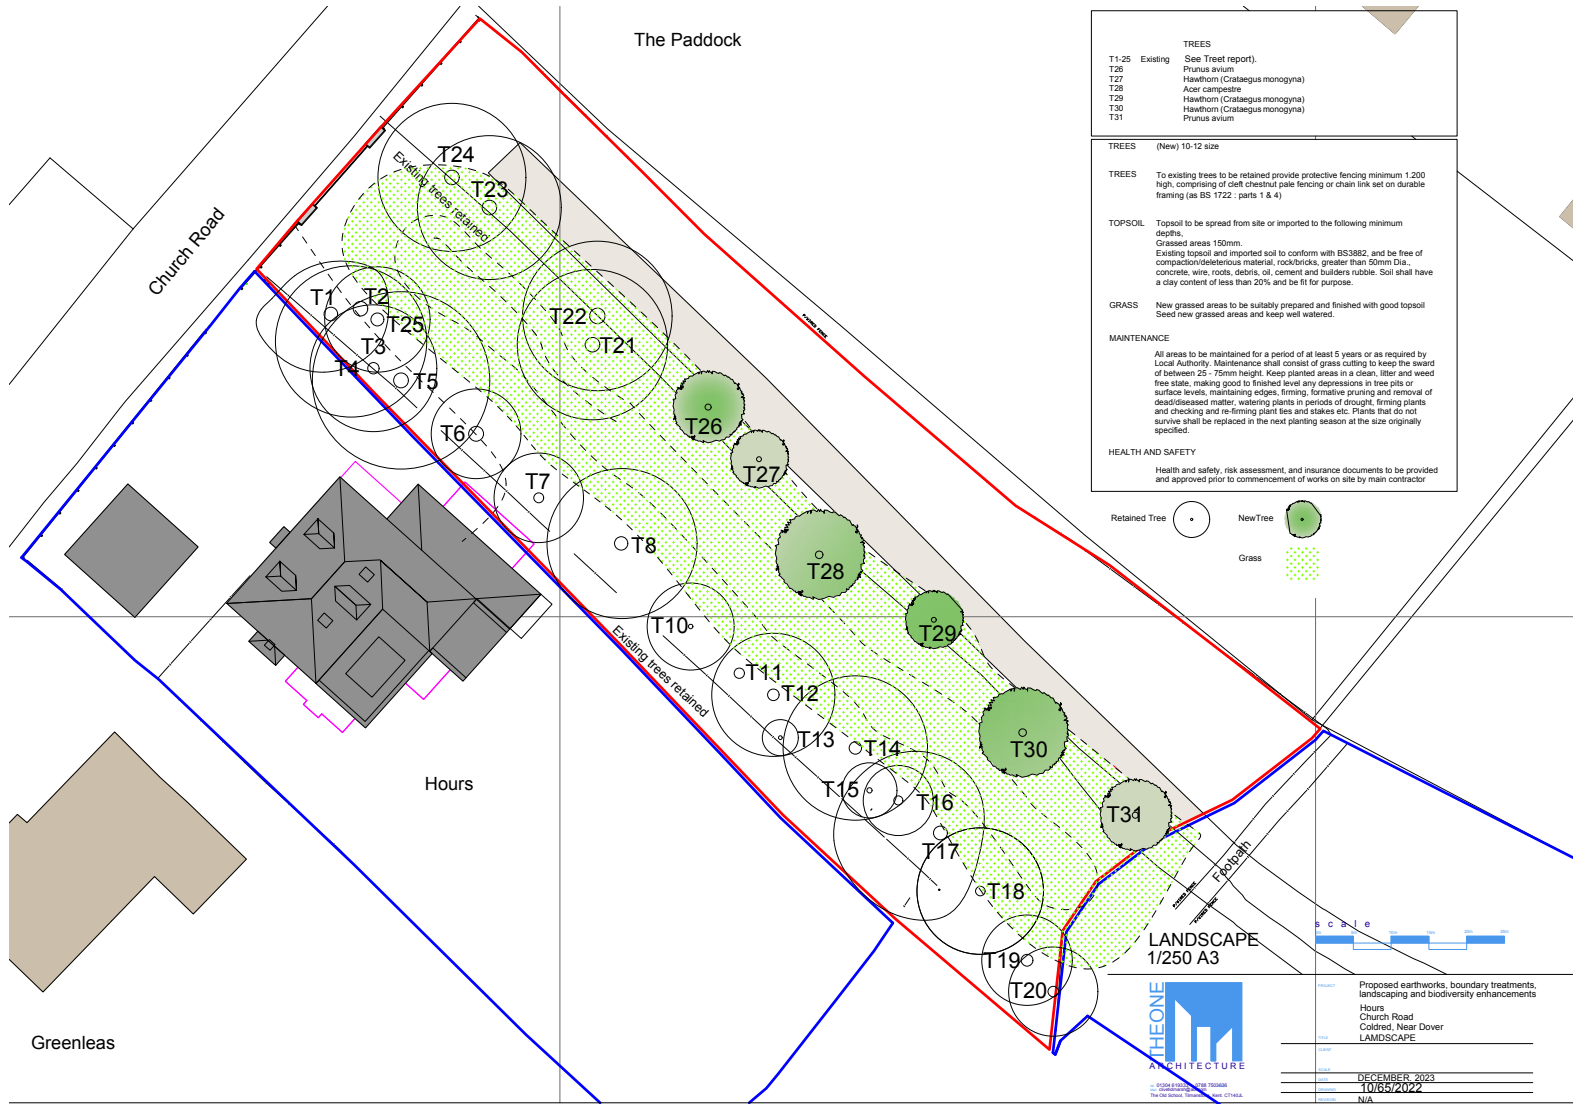 The Paddock
Church Road
Existing trees retained
T24
T23
T22
T21
T1
T2
T25
T3
T4
T5
T6
T7
T8
T10
T11
T12
T13
T14
T15
T16
T17
T18
T19
T20
T26
T27
T28
T29
T30
T31
Existing trees retained
Hours
Greenleas
Footpath
TREES
T1-25 Existing See Treet report).
T26 Prunus avium
T27 Hawthorn (Crataegus monogyna)
T28 Acer campestre
T29 Hawthorn (Crataegus monogyna)
T30 Hawthorn (Crataegus monogyna)
T31 Prunus avium
TREES (New) 10-12 size
TREES To existing trees to be retained provide protective fencing minimum 1.200
high, comprising of cleft chestnut pale fencing or chain link set on durable
framing (as BS 1722 : parts 1 & 4)
TOPSOIL Topsoil to be spread from site or imported to the following minimum
depths,
Grassed areas 150mm.
Existing topsoil and imported soil to conform with BS3882, and be free of
compaction/deleterious material, rock/bricks, greater than 50mm Dia.,
concrete, wire, roots, debris, oil, cement and builders rubble. Soil shall have
a clay content of less than 20% and be fit for purpose.
GRASS New grassed areas to be suitably prepared and finished with good topsoil
Seed new grassed areas and keep well watered.
MAINTENANCE
All areas to be maintained for a period of at least 5 years or as required by
Local Authority. Maintenance shall consist of grass cutting to keep the sward
of between 25 - 75mm height. Keep planted areas in a clean, litter and weed
free state, making good to finished level any depressions in tree pits or
surface levels, maintaining edges, firming, formative pruning and removal of
dead/diseased matter, watering plants in periods of drought, firming plants
and checking and re-firming plant ties and stakes etc. Plants that do not
survive shall be replaced in the next planting season at the size originally
specified.
HEALTH AND SAFETY
Health and safety, risk assessment, and insurance documents to be provided
and approved prior to commencement of works on site by main contractor
Retained Tree
NewTree
Grass
scale
LANDSCAPE
1/250 A3
THEONE
ARCHITECTURE
The Old School, Tilmanstone, Kent. CT140JL
PROJECT
Proposed earthworks, boundary treatments,
landscaping and biodiversity enhancements
Hours
Church Road
Coldred, Near Dover
TITLE LAMDSCAPE
CLIENT
SCALE
DATE DECEMBER. 2023
10/65/2022
N/A